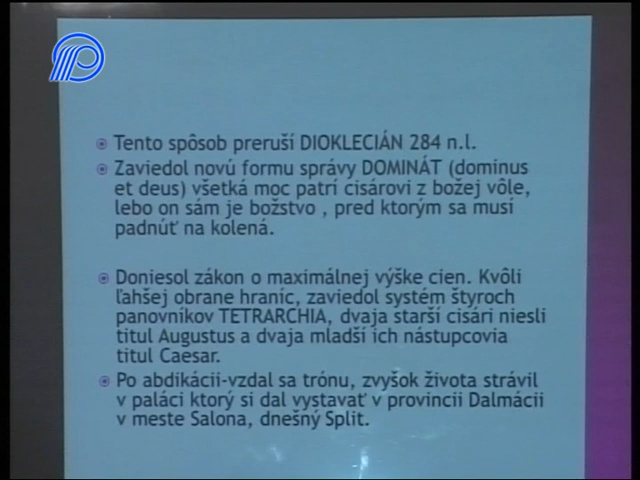 Tento spôsob preruší DIOKLECIÁN 284 n.l.
Zaviedol novú formu správy DOMINÁT (dominus
et deus) všetká moc patrí cisárovi z božej vôle,
lebo on sám je božstvo , pred ktorým sa musí
padnúť na kolená.
Doniesol zákon o maximálnej výške cien. Kvôli
ľahšej obrane hraníc, zaviedol systém štyroch
panovníkov TETRARCHIA, dvaja starší cisári niesli
titul Augustus a dvaja mladší ich nástupcovia
titul Caesar.
Po abdikácii-vzdal sa trónu, zvyšok života strávil
v paláci ktorý si dal vystavať v provincii Dalmácii
v meste Salona, dnešný Split.